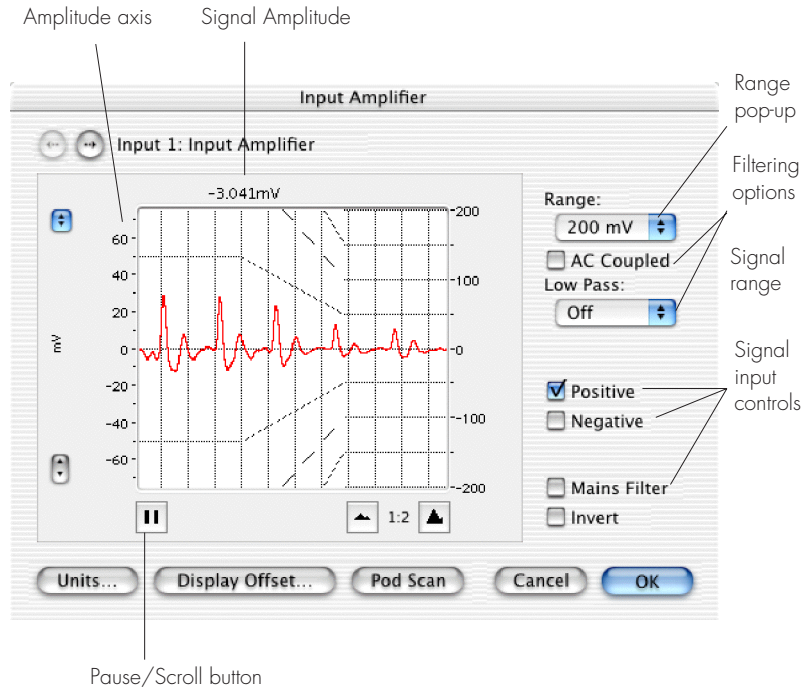 Amplitude axis
Signal Amplitude
Input Amplifier
Range
pop-up
Input 1: Input Amplifier
Filtering
options
-3.041mV
Range:
200 mV
AC Coupled
Low Pass:
Off
Signal
range
Signal
input
controls
Positive
Negative
Mains Filter
Invert
60
40
20
0
-20
-40
-60
mV
200
100
0
-100
-200
1:2
Units...
Display Offset...
Pod Scan
Cancel
OK
Pause/Scroll button